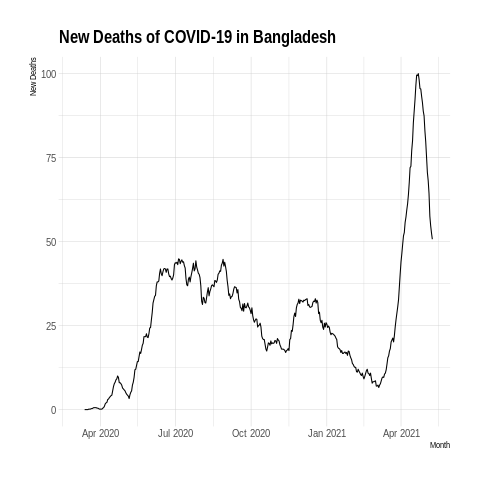 New Deaths of COVID-19 in Bangladesh
New Deaths
100
75
50
25
0
Apr 2020 Jul 2020 Oct 2020 Jan 2021 Apr 2021
Month